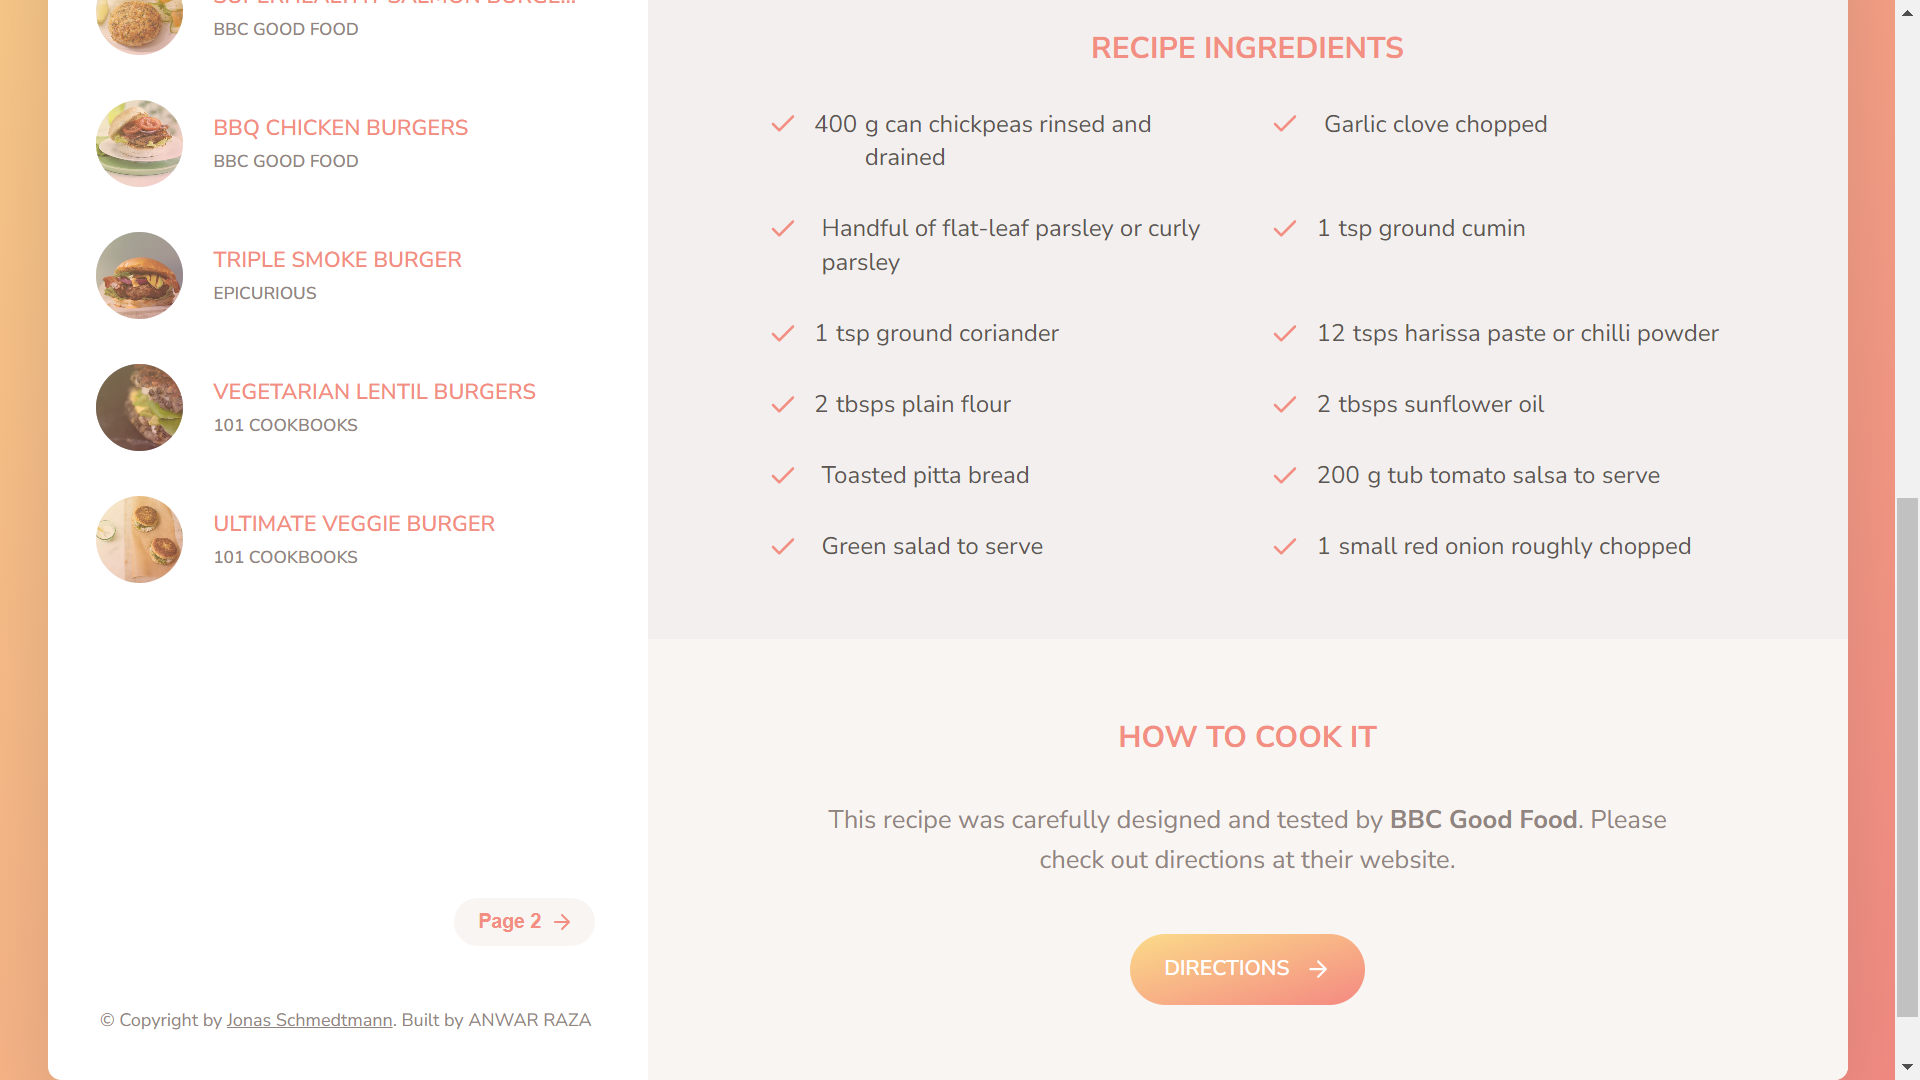 SUPERHEALTHY SALMON BURGE...
BBC GOOD FOOD
BBQ CHICKEN BURGERS
BBC GOOD FOOD
TRIPLE SMOKE BURGER
EPICURIOUS
VEGETARIAN LENTIL BURGERS
101 COOKBOOKS
ULTIMATE VEGGIE BURGER
101 COOKBOOKS
Page 2
© Copyright by Jonas Schmedtmann. Built by ANWAR RAZA
RECIPE INGREDIENTS
400 g can chickpeas rinsed and
drained
Garlic clove chopped
Handful of flat-leaf parsley or curly
parsley
1 tsp ground cumin
1 tsp ground coriander
12 tsps harissa paste or chilli powder
2 tbsps plain flour
2 tbsps sunflower oil
Toasted pitta bread
200 g tub tomato salsa to serve
Green salad to serve
1 small red onion roughly chopped
HOW TO COOK IT
This recipe was carefully designed and tested by BBC Good Food. Please
check out directions at their website.
DIRECTIONS